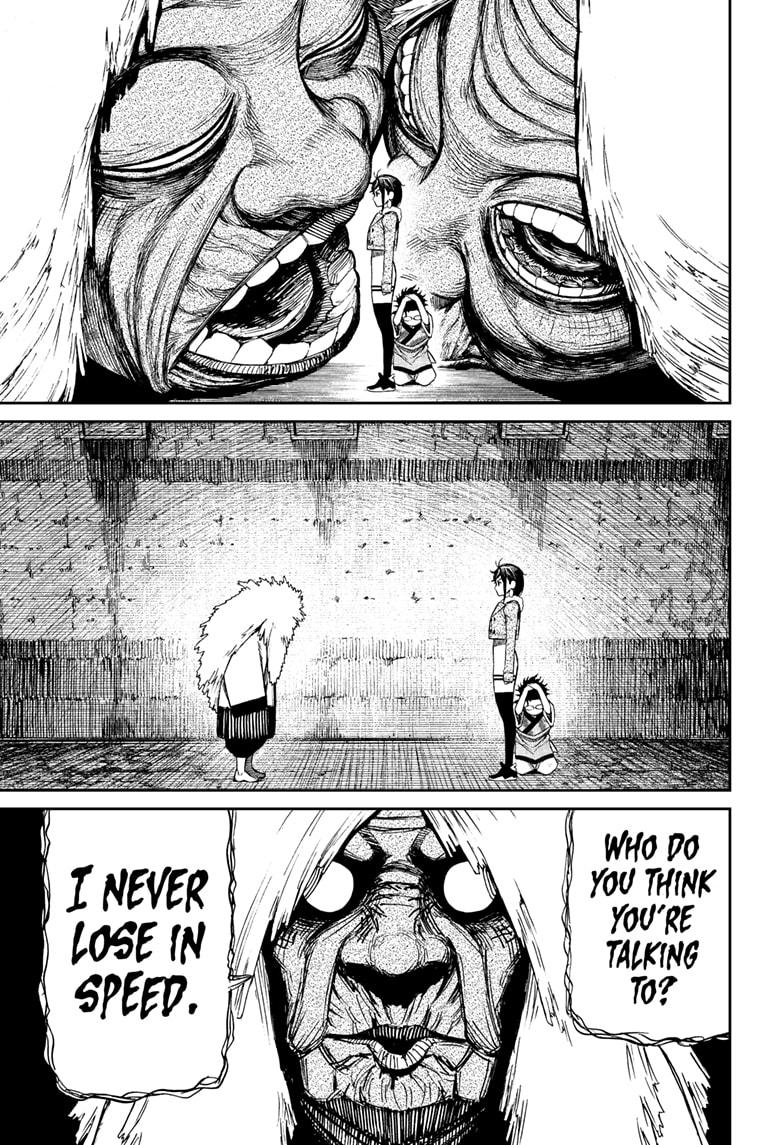 WHO DO
YOU THINK
YOU'RE
TALKING
TO?
I NEVER
LOSE IN
SPEED.